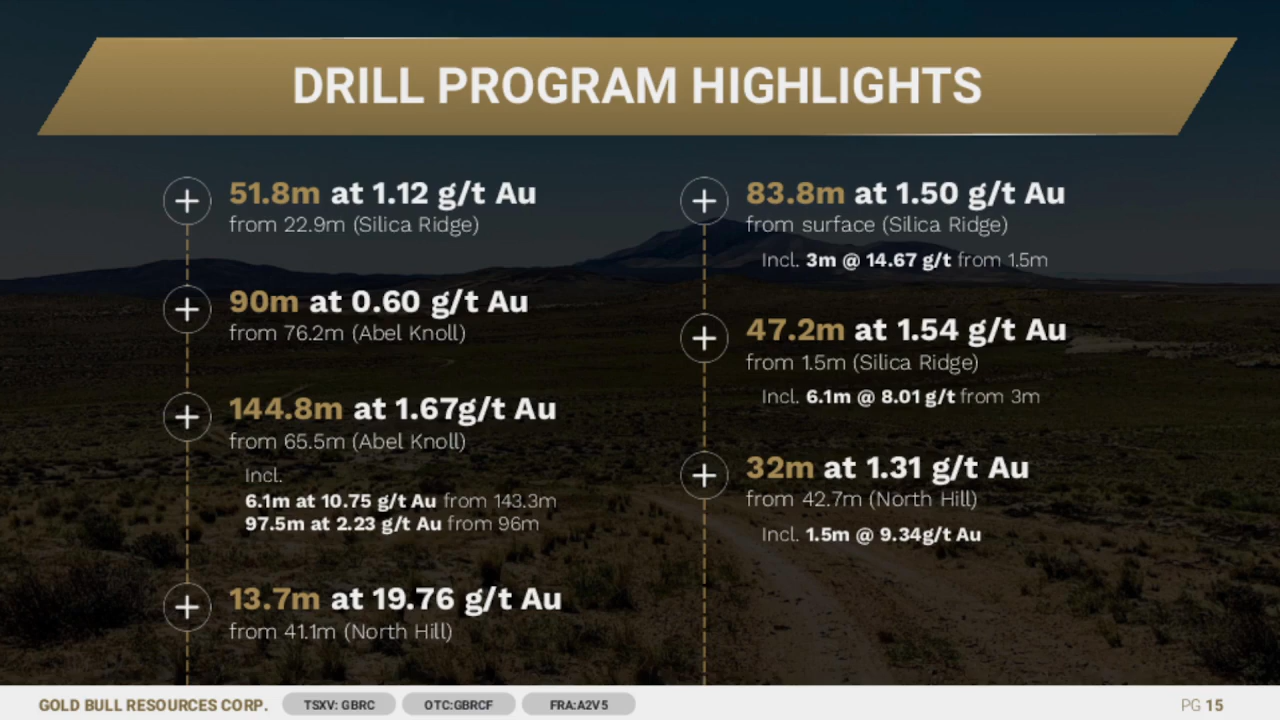 DRILL PROGRAM HIGHLIGHTS
51.8m at 1.12 g/t Au
from 22.9m (Silica Ridge)
90m at 0.60 g/t Au
from 76.2m (Abel Knoll)
144.8m at 1.67g/t Au
from 65.5m (Abel Knoll)
Incl.
6.1m at 10.75 g/t Au from 143.3m
97.5m at 2.23 g/t Au from 96m
13.7m at 19.76 g/t Au
from 41.1m (North Hill)
83.8m at 1.50 g/t Au
from surface (Silica Ridge)
Incl. 3m @ 14.67 g/t from 1.5m
47.2m at 1.54 g/t Au
from 1.5m (Silica Ridge)
Incl. 6.1m @ 8.01 g/t from 3m
32m at 1.31 g/t Au
from 42.7m (North Hill)
Incl. 1.5m @ 9.34g/t Au
GOLD BULL RESOURCES CORP. TSXV: GBRC OTC:GBRCF FRA:A2V5 PG 15